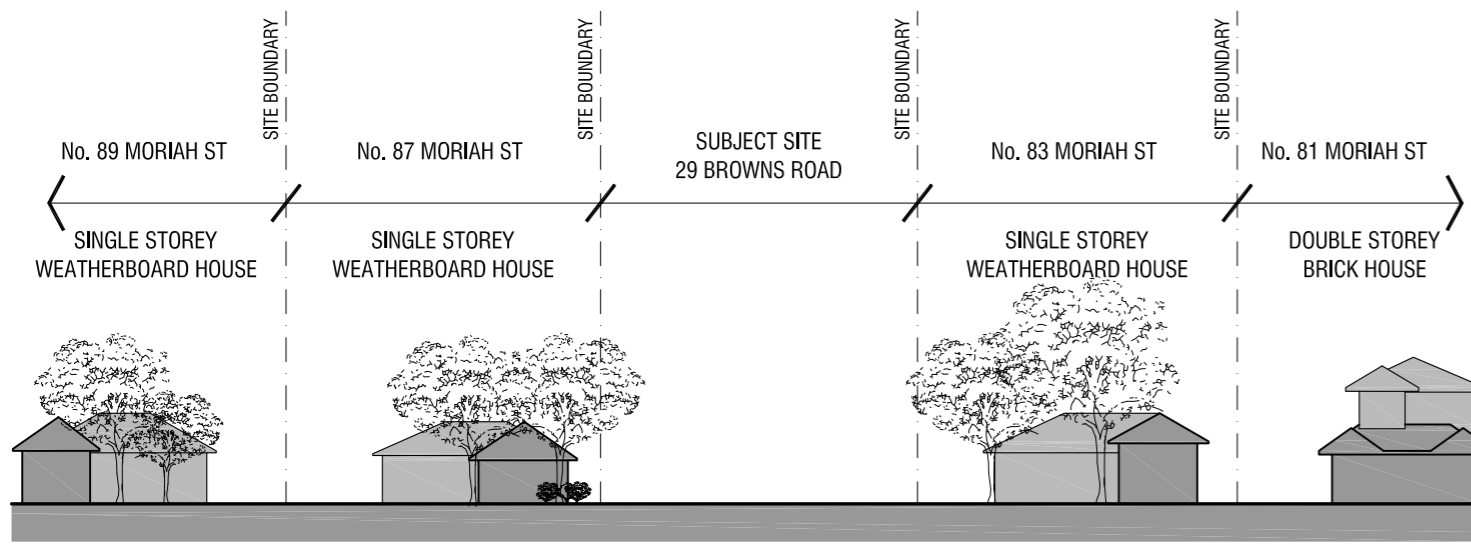 SITE BOUNDARY
SITE BOUNDARY
SITE BOUNDARY
SITE BOUNDARY
No. 89 MORIAH ST
No. 87 MORIAH ST
SUBJECT SITE
29 BROWNS ROAD
No. 83 MORIAH ST
No. 81 MORIAH ST
SINGLE STOREY
WEATHERBOARD HOUSE
SINGLE STOREY
WEATHERBOARD HOUSE
SINGLE STOREY
WEATHERBOARD HOUSE
DOUBLE STOREY
BRICK HOUSE